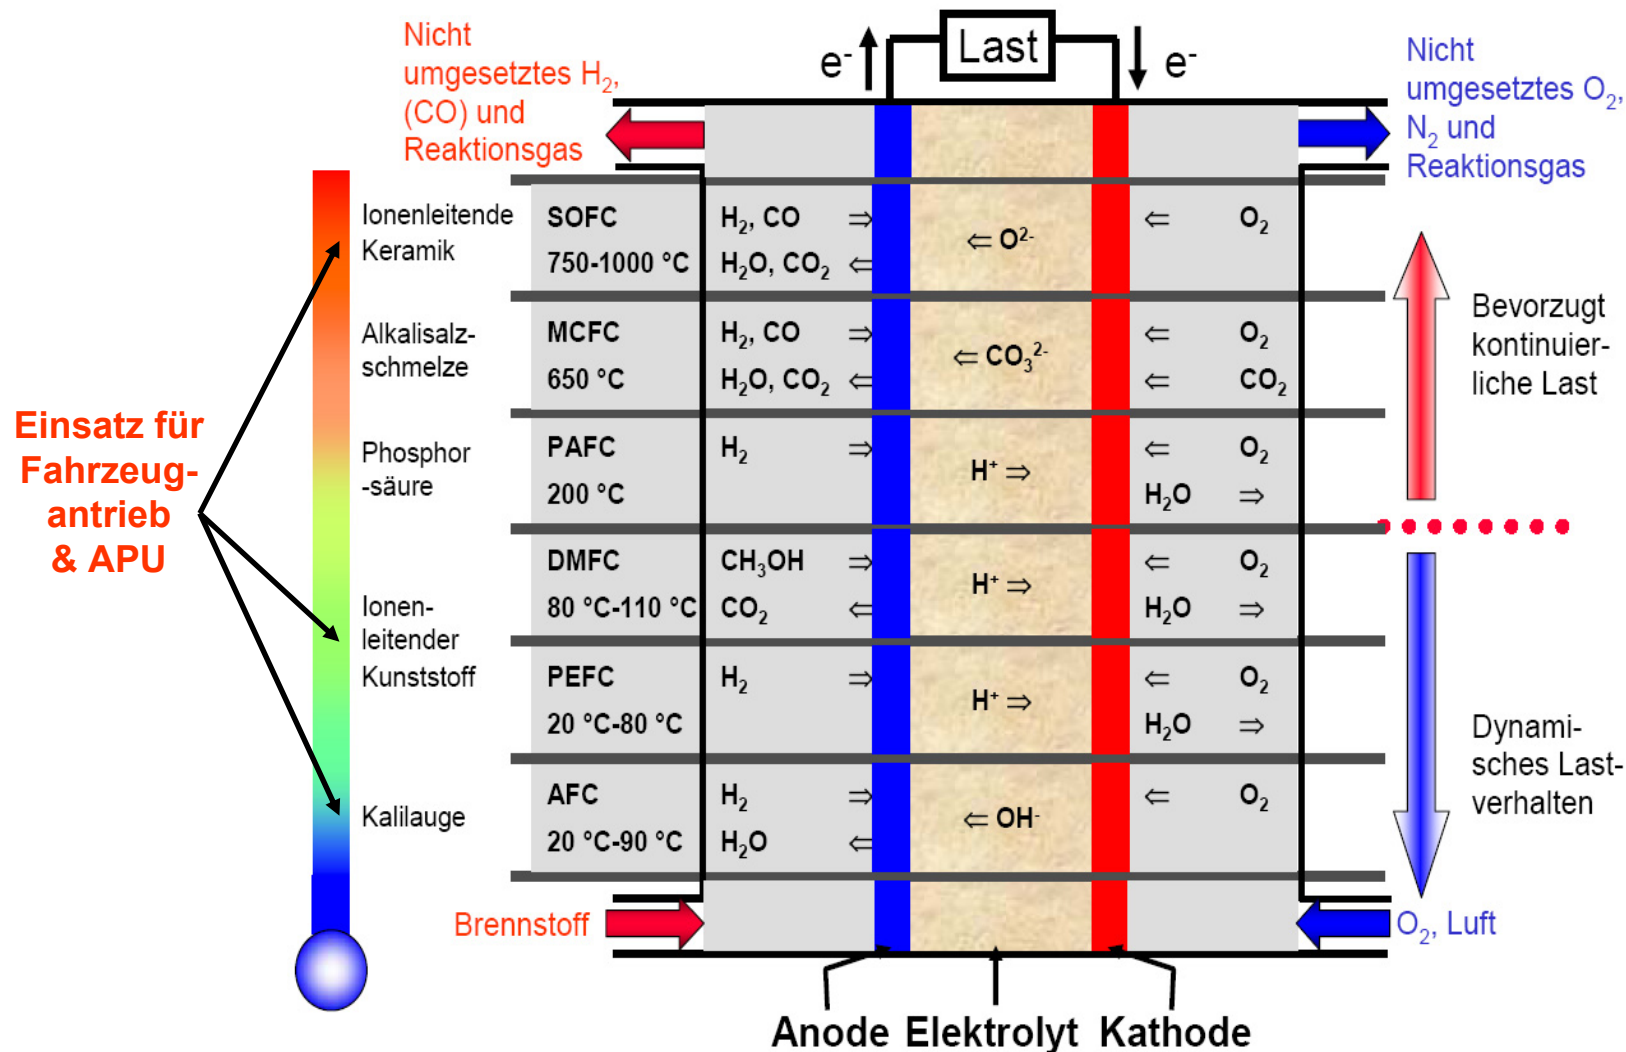 Nicht
umgesetztes H₂,
(CO) und
Reaktionsgas
e⁻
Last
e⁻
Nicht
umgesetztes O₂,
N₂ und
Reaktionsgas
Ionenleitende
Keramik
SOFC
750-1000 °C
H₂, CO ⇒
H₂O, CO₂ ⇐
⇐ O²⁻
⇐ O₂
Alkalisalz-
schmelze
MCFC
650 °C
H₂, CO ⇒
H₂O, CO₂ ⇐
⇐ CO₃²⁻
⇐ O₂
⇐ CO₂
Bevorzugt
kontinuier-
liche Last
Einsatz für
Fahrzeug-
antrieb
& APU
Phosphor
-säure
PAFC
200 °C
H₂ ⇒
H⁺ ⇒
⇐ O₂
H₂O ⇒
Ionen-
leitender
Kunststoff
DMFC
80 °C-110 °C
CH₃OH ⇒
CO₂ ⇐
H⁺ ⇒
⇐ O₂
H₂O ⇒
PEFC
20 °C-80 °C
H₂ ⇒
H⁺ ⇒
⇐ O₂
H₂O ⇒
Dynami-
sches Last-
verhalten
Kalilauge
AFC
20 °C-90 °C
H₂ ⇒
H₂O ⇐
⇐ OH⁻
⇐ O₂
Brennstoff
O₂, Luft
Anode Elektrolyt Kathode